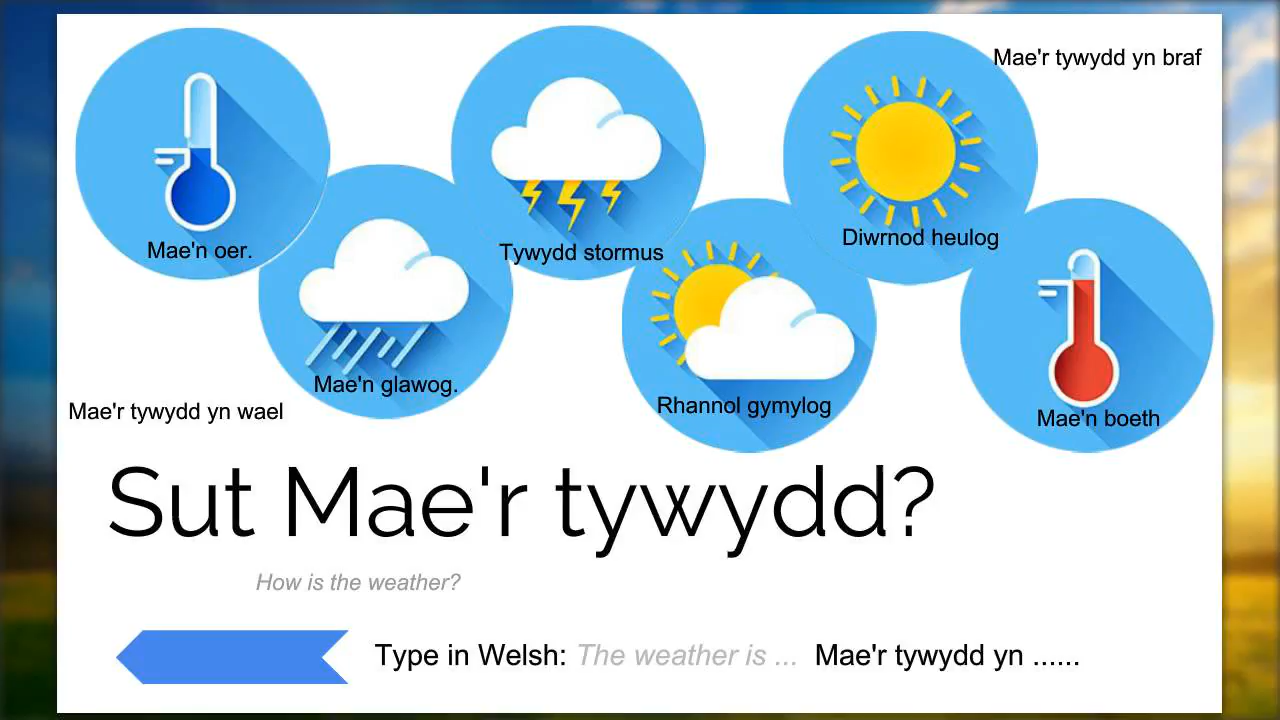 Mae'r tywydd yn braf
Mae'n oer.
Tywydd stormus
Diwrnod heulog
Mae'n glawog.
Rhannol gymylog
Mae'n boeth
Mae'r tywydd yn wael
Sut Mae'r tywydd?
How is the weather?
Type in Welsh: The weather is ... Mae'r tywydd yn ......